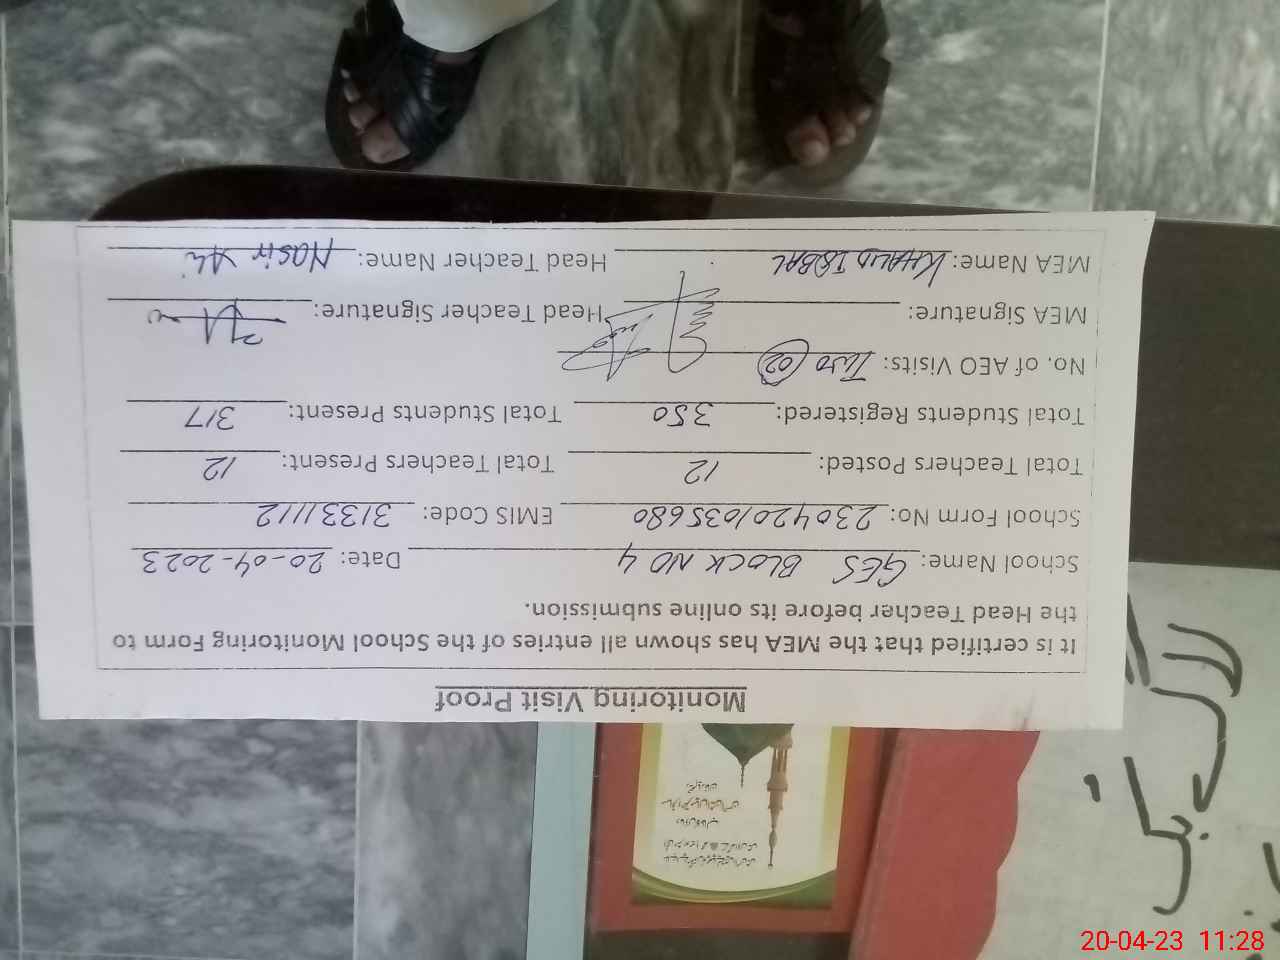 Monitoring Visit Proof
It is certified that the MEA has shown all entries of the School Monitoring Form to
the Head Teacher before its online submission.
School Name: GES BLOCK NO 4 Date: 20-04-2023
School Form No: 2304201035680 EMIS Code: 31331112
Total Teachers Posted: 12 Total Teachers Present: 12
Total Students Registered: 350 Total Students Present: 317
No. of AEO Visits: Two (02)
MEA Signature: Head Teacher Signature:
MEA Name: KHALID IQBAL Head Teacher Name: Nasir Ali
20-04-23 11:28